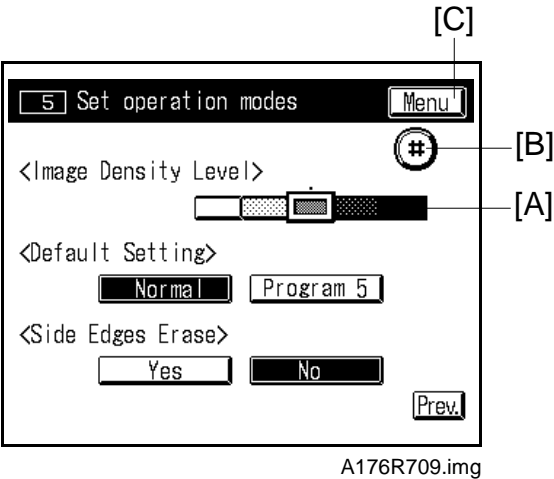 [C]
5 Set operation modes Menu
# [B]
<Image Density Level>
[A]
<Default Setting>
Normal Program 5
<Side Edges Erase>
Yes No
Prev.
A176R709.img